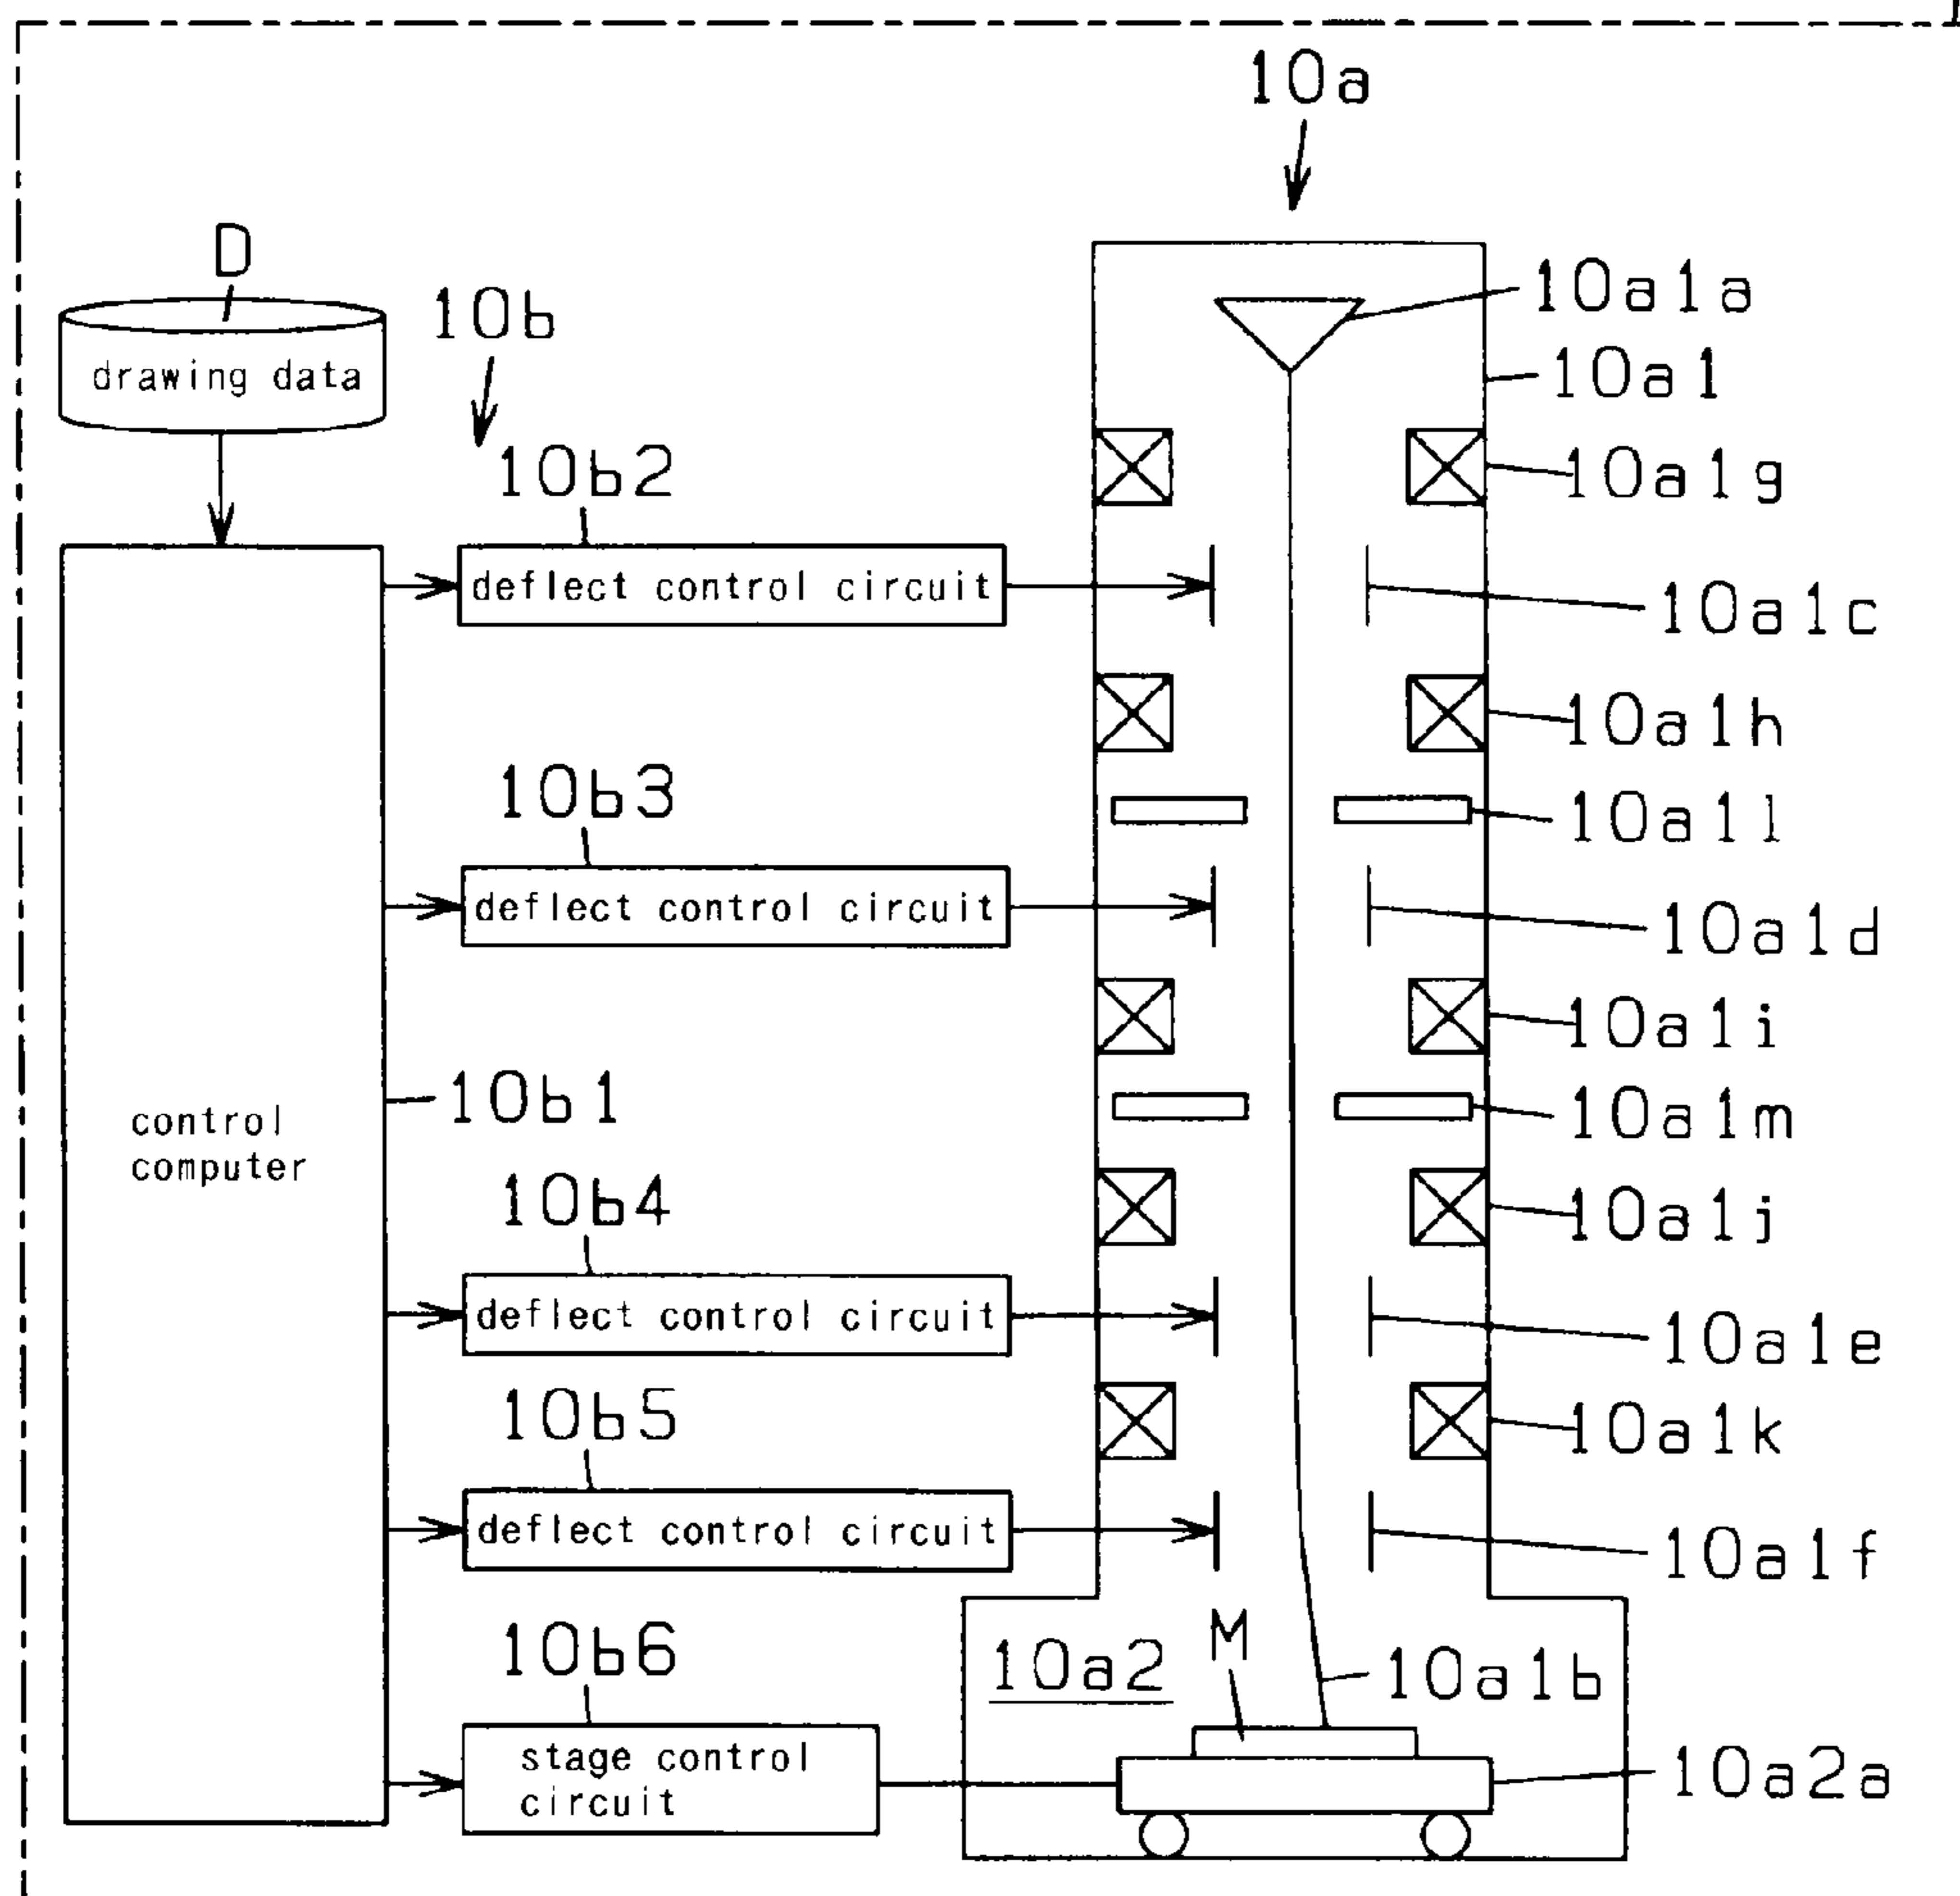 10a
D
10b
drawing data
10a1a
10a1
10b2
10a1g
deflect control circuit
10a1c
10a1h
10b3
10a1l
deflect control circuit
10a1d
10a1i
10b1
10a1m
control
computer
10b4
10a1j
deflect control circuit
10a1e
10b5
10a1k
deflect control circuit
10a1f
10b6
10a2
M
10a1b
stage control
circuit
10a2a